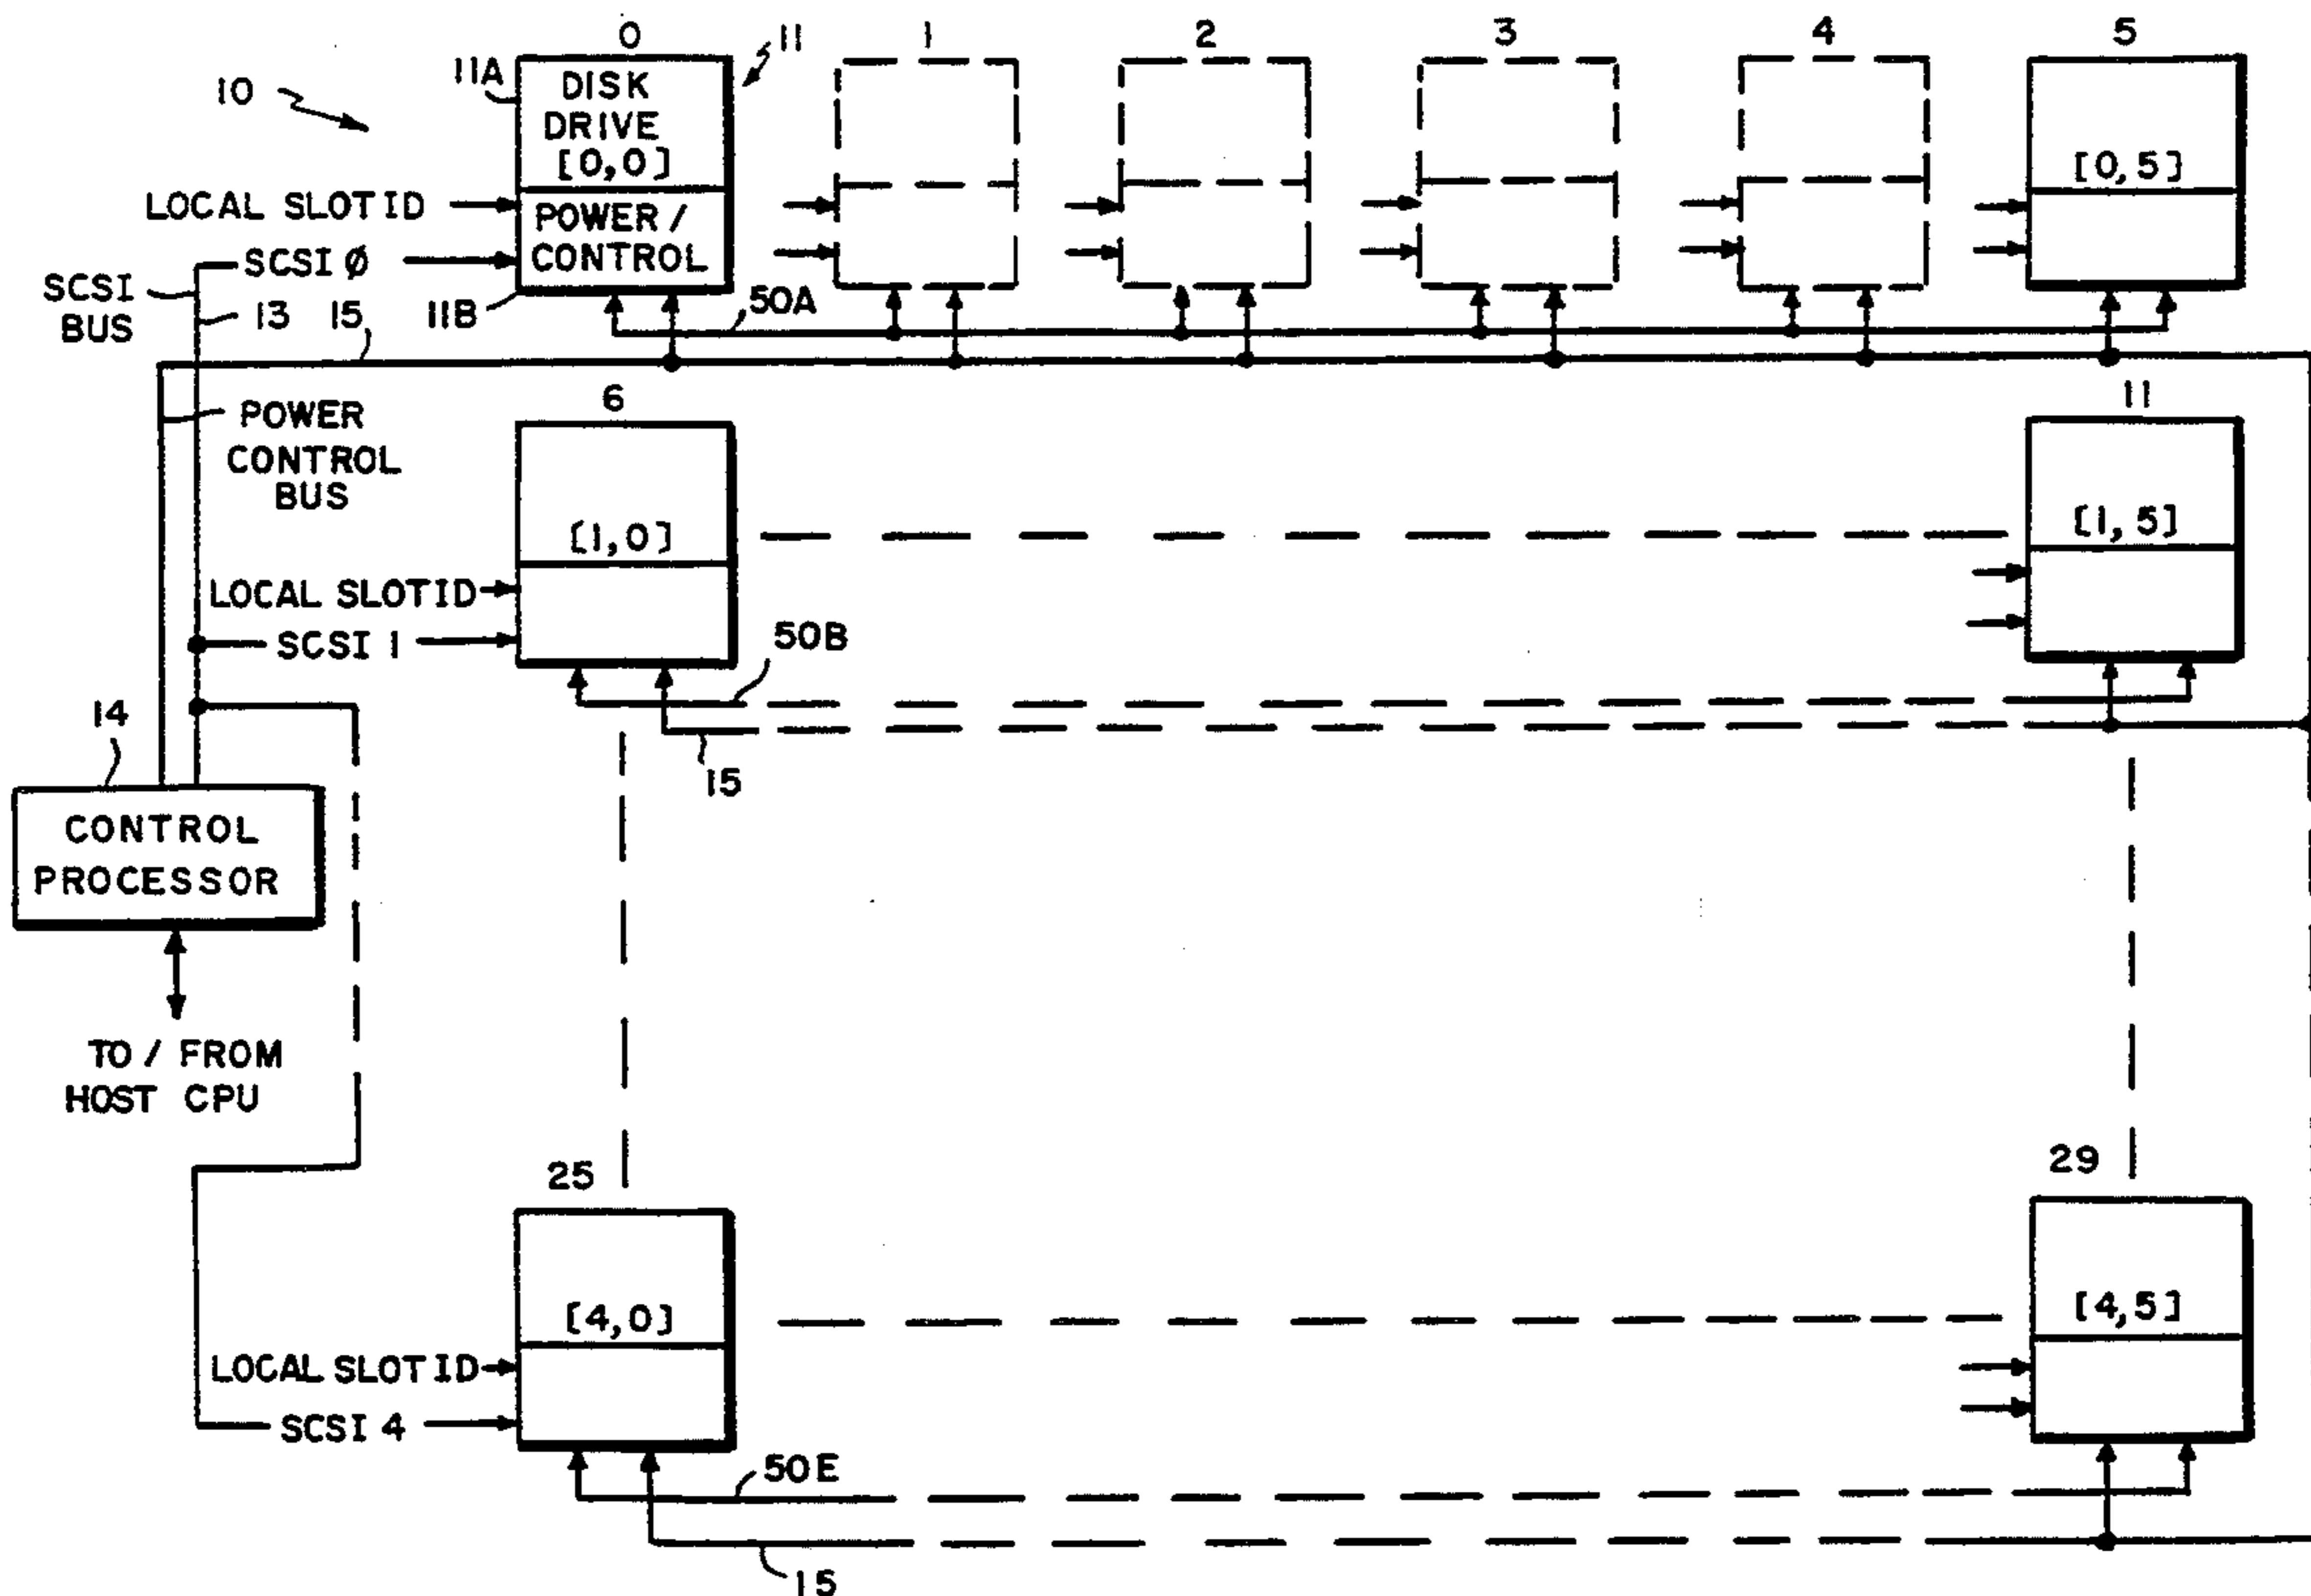 0
11
1
2
3
4
5
10
11A
DISK
DRIVE
[0,0]
[0,5]
LOCAL SLOT ID
POWER /
CONTROL
SCSI Ø
SCSI
BUS
13
15
11B
50A
6
11
POWER
CONTROL
BUS
[1,0]
[1,5]
LOCAL SLOT ID
SCSI 1
50B
15
14
CONTROL
PROCESSOR
TO / FROM
HOST CPU
25
29
[4,0]
[4,5]
LOCAL SLOT ID
SCSI 4
50E
15